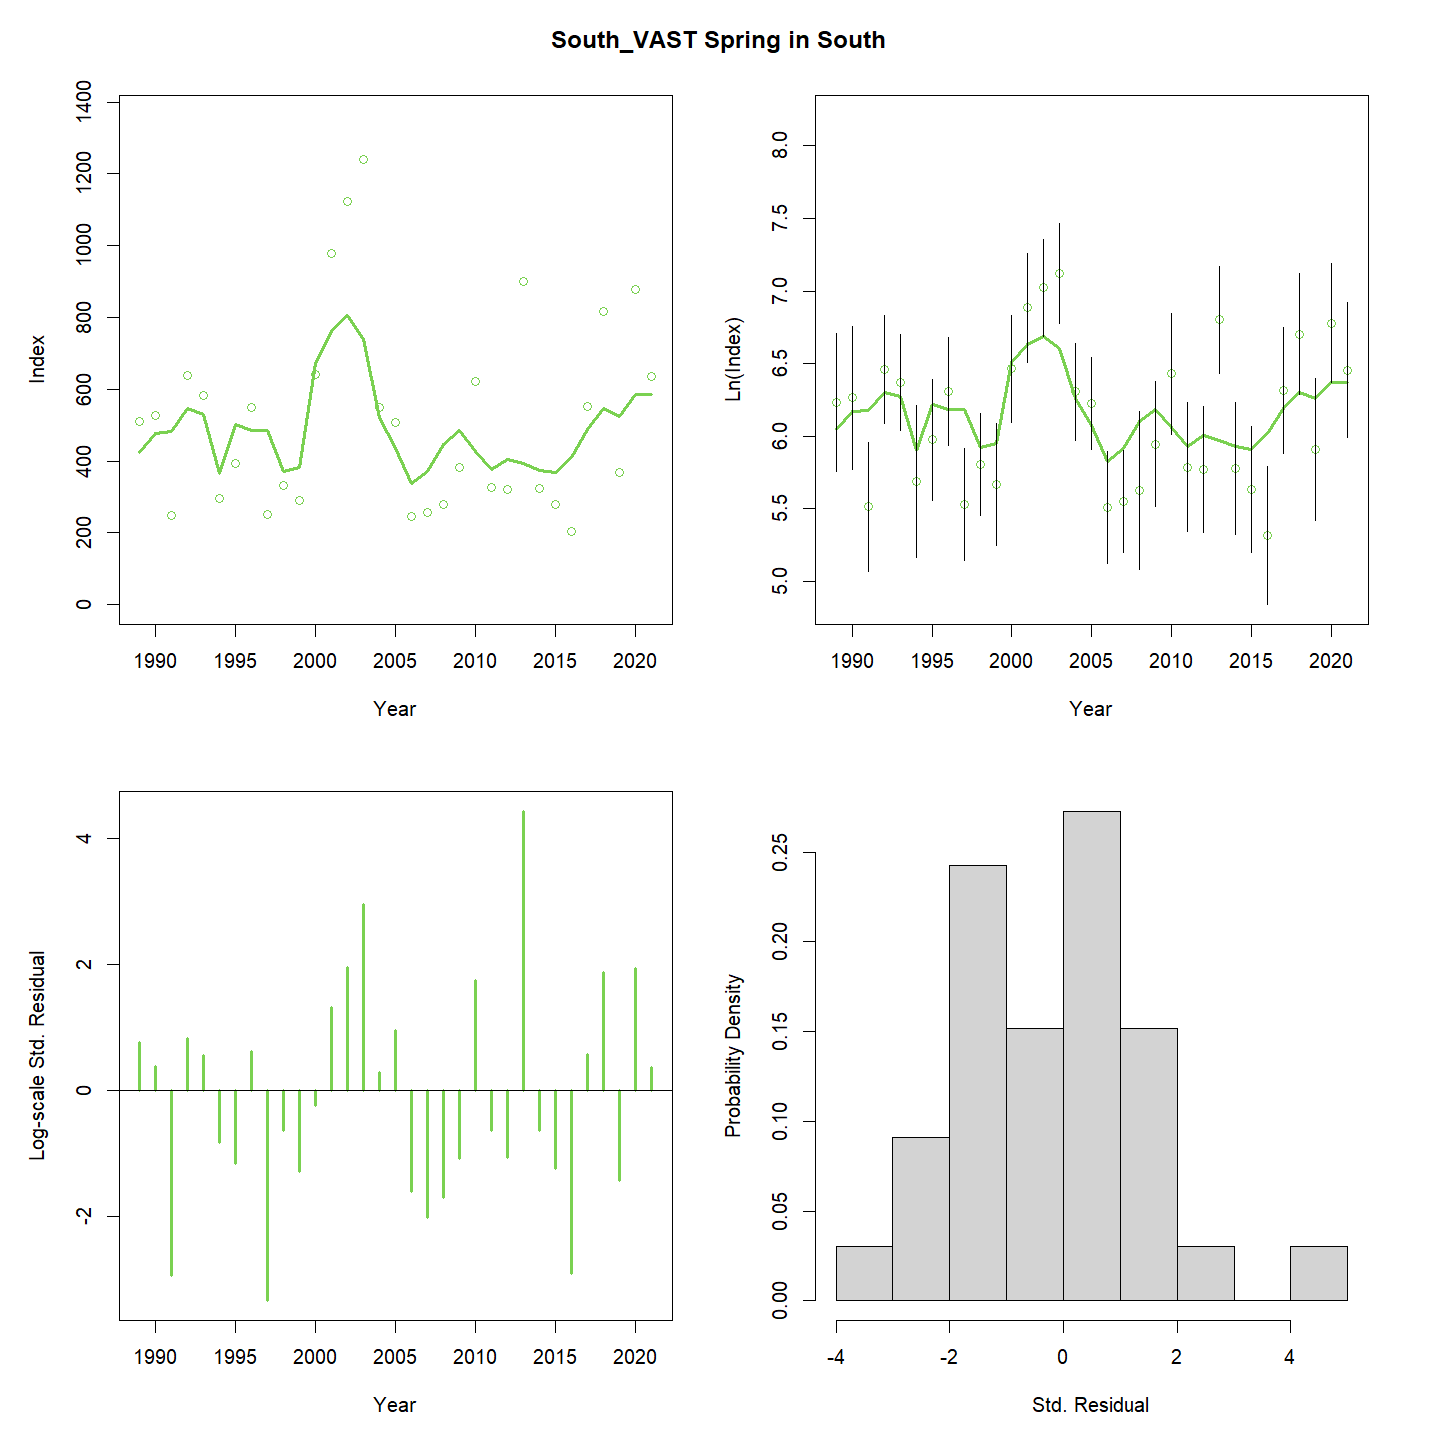 South_VAST Spring in South
Index
0 200 400 600 800 1000 1200 1400
1990 1995 2000 2005 2010 2015 2020
Year
Ln(Index)
5.0 5.5 6.0 6.5 7.0 7.5 8.0
1990 1995 2000 2005 2010 2015 2020
Year
Log-scale Std. Residual
-2 0 2 4
1990 1995 2000 2005 2010 2015 2020
Year
Probability Density
0.00 0.05 0.10 0.15 0.20 0.25
-4 -2 0 2 4
Std. Residual